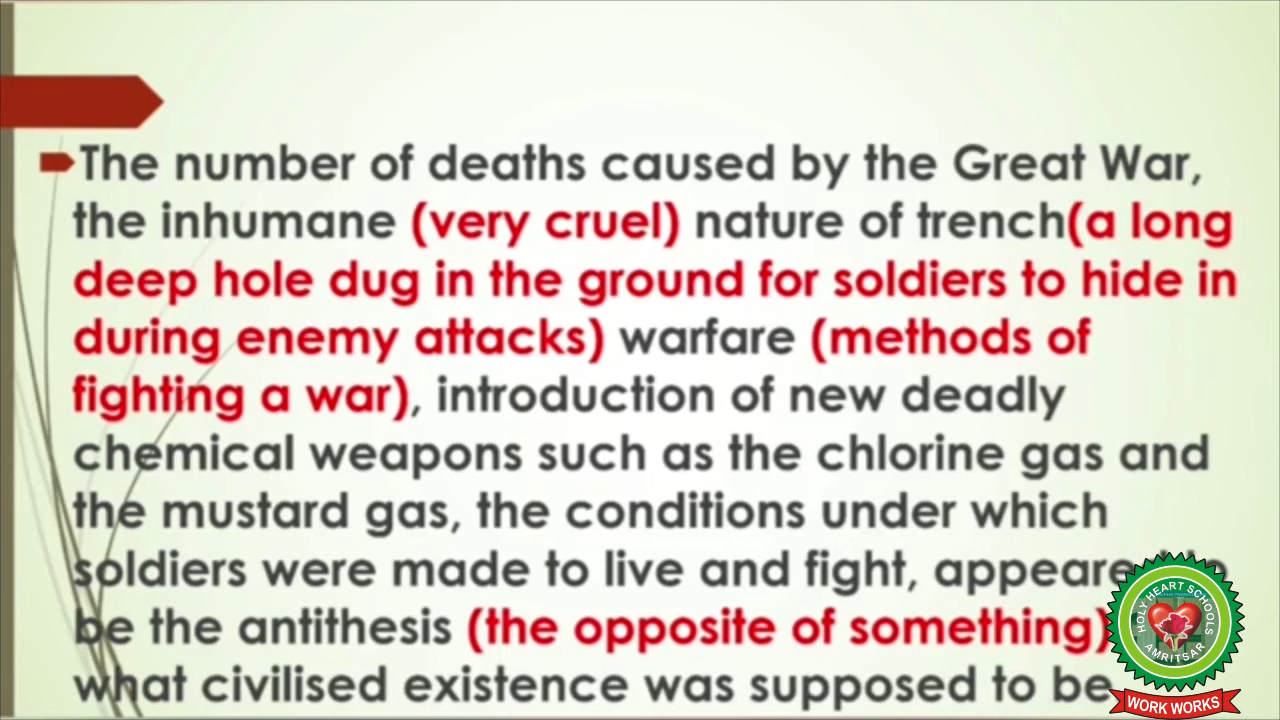 The number of deaths caused by the Great War,
the inhumane (very cruel) nature of trench(a long
deep hole dug in the ground for soldiers to hide in
during enemy attacks) warfare (methods of
fighting a war), introduction of new deadly
chemical weapons such as the chlorine gas and
the mustard gas, the conditions under which
soldiers were made to live and fight, appeare
be the antithesis (the opposite of something)
what civilised existence was supposed to be
HOLY HEART SCHOOLS
AMRITSAR
WORK WORKS